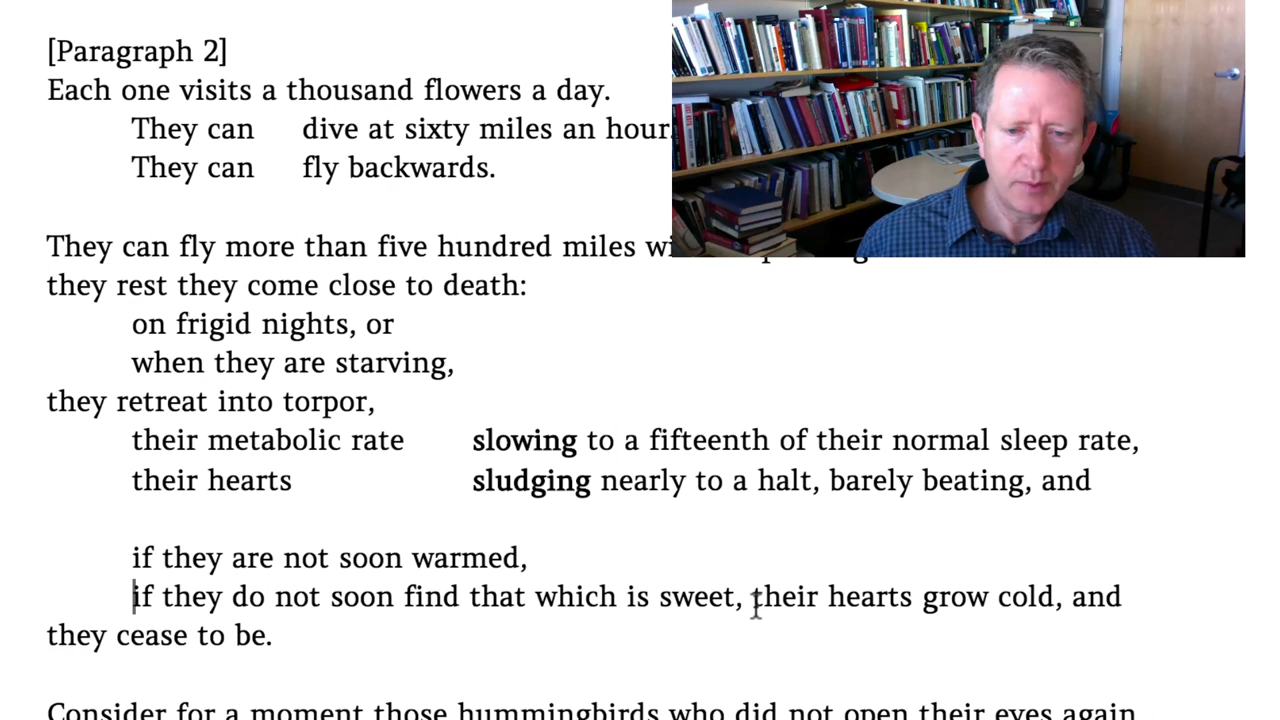 [Paragraph 2]
Each one visits a thousand flowers a day.
They can dive at sixty miles an hour.
They can fly backwards.
They can fly more than five hundred miles
they rest they come close to death:
on frigid nights, or
when they are starving,
they retreat into torpor,
their metabolic rate slowing to a fifteenth of their normal sleep rate,
their hearts sludging nearly to a halt, barely beating, and
if they are not soon warmed,
if they do not soon find that which is sweet, their hearts grow cold, and
they cease to be.
Consider for a moment those hummingbirds who did not open their eyes again